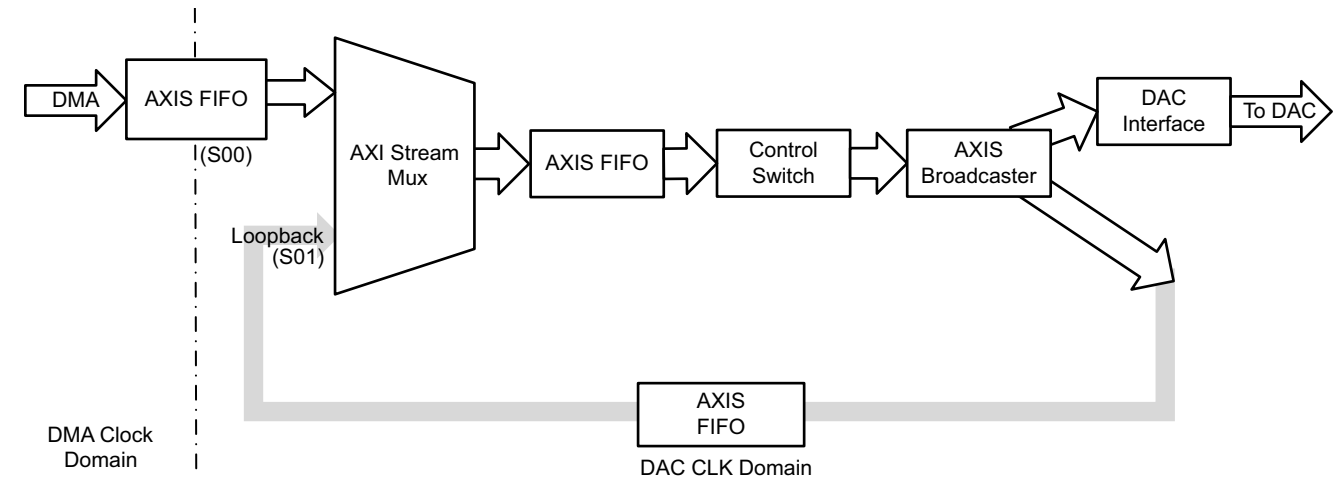 DMA
AXIS FIFO
(S00)
AXI Stream
Mux
AXIS FIFO
Control
Switch
AXIS
Broadcaster
DAC
Interface
To DAC
Loopback
(S01)
AXIS
FIFO
DMA Clock
Domain
DAC CLK Domain